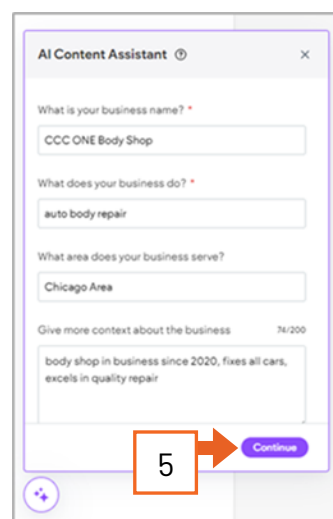 AI Content Assistant ?
What is your business name? *
CCC ONE Body Shop
What does your business do? *
auto body repair
What area does your business serve?
Chicago Area
Give more context about the business 74/200
body shop in business since 2020, fixes all cars,
excels in quality repair
Continue
5